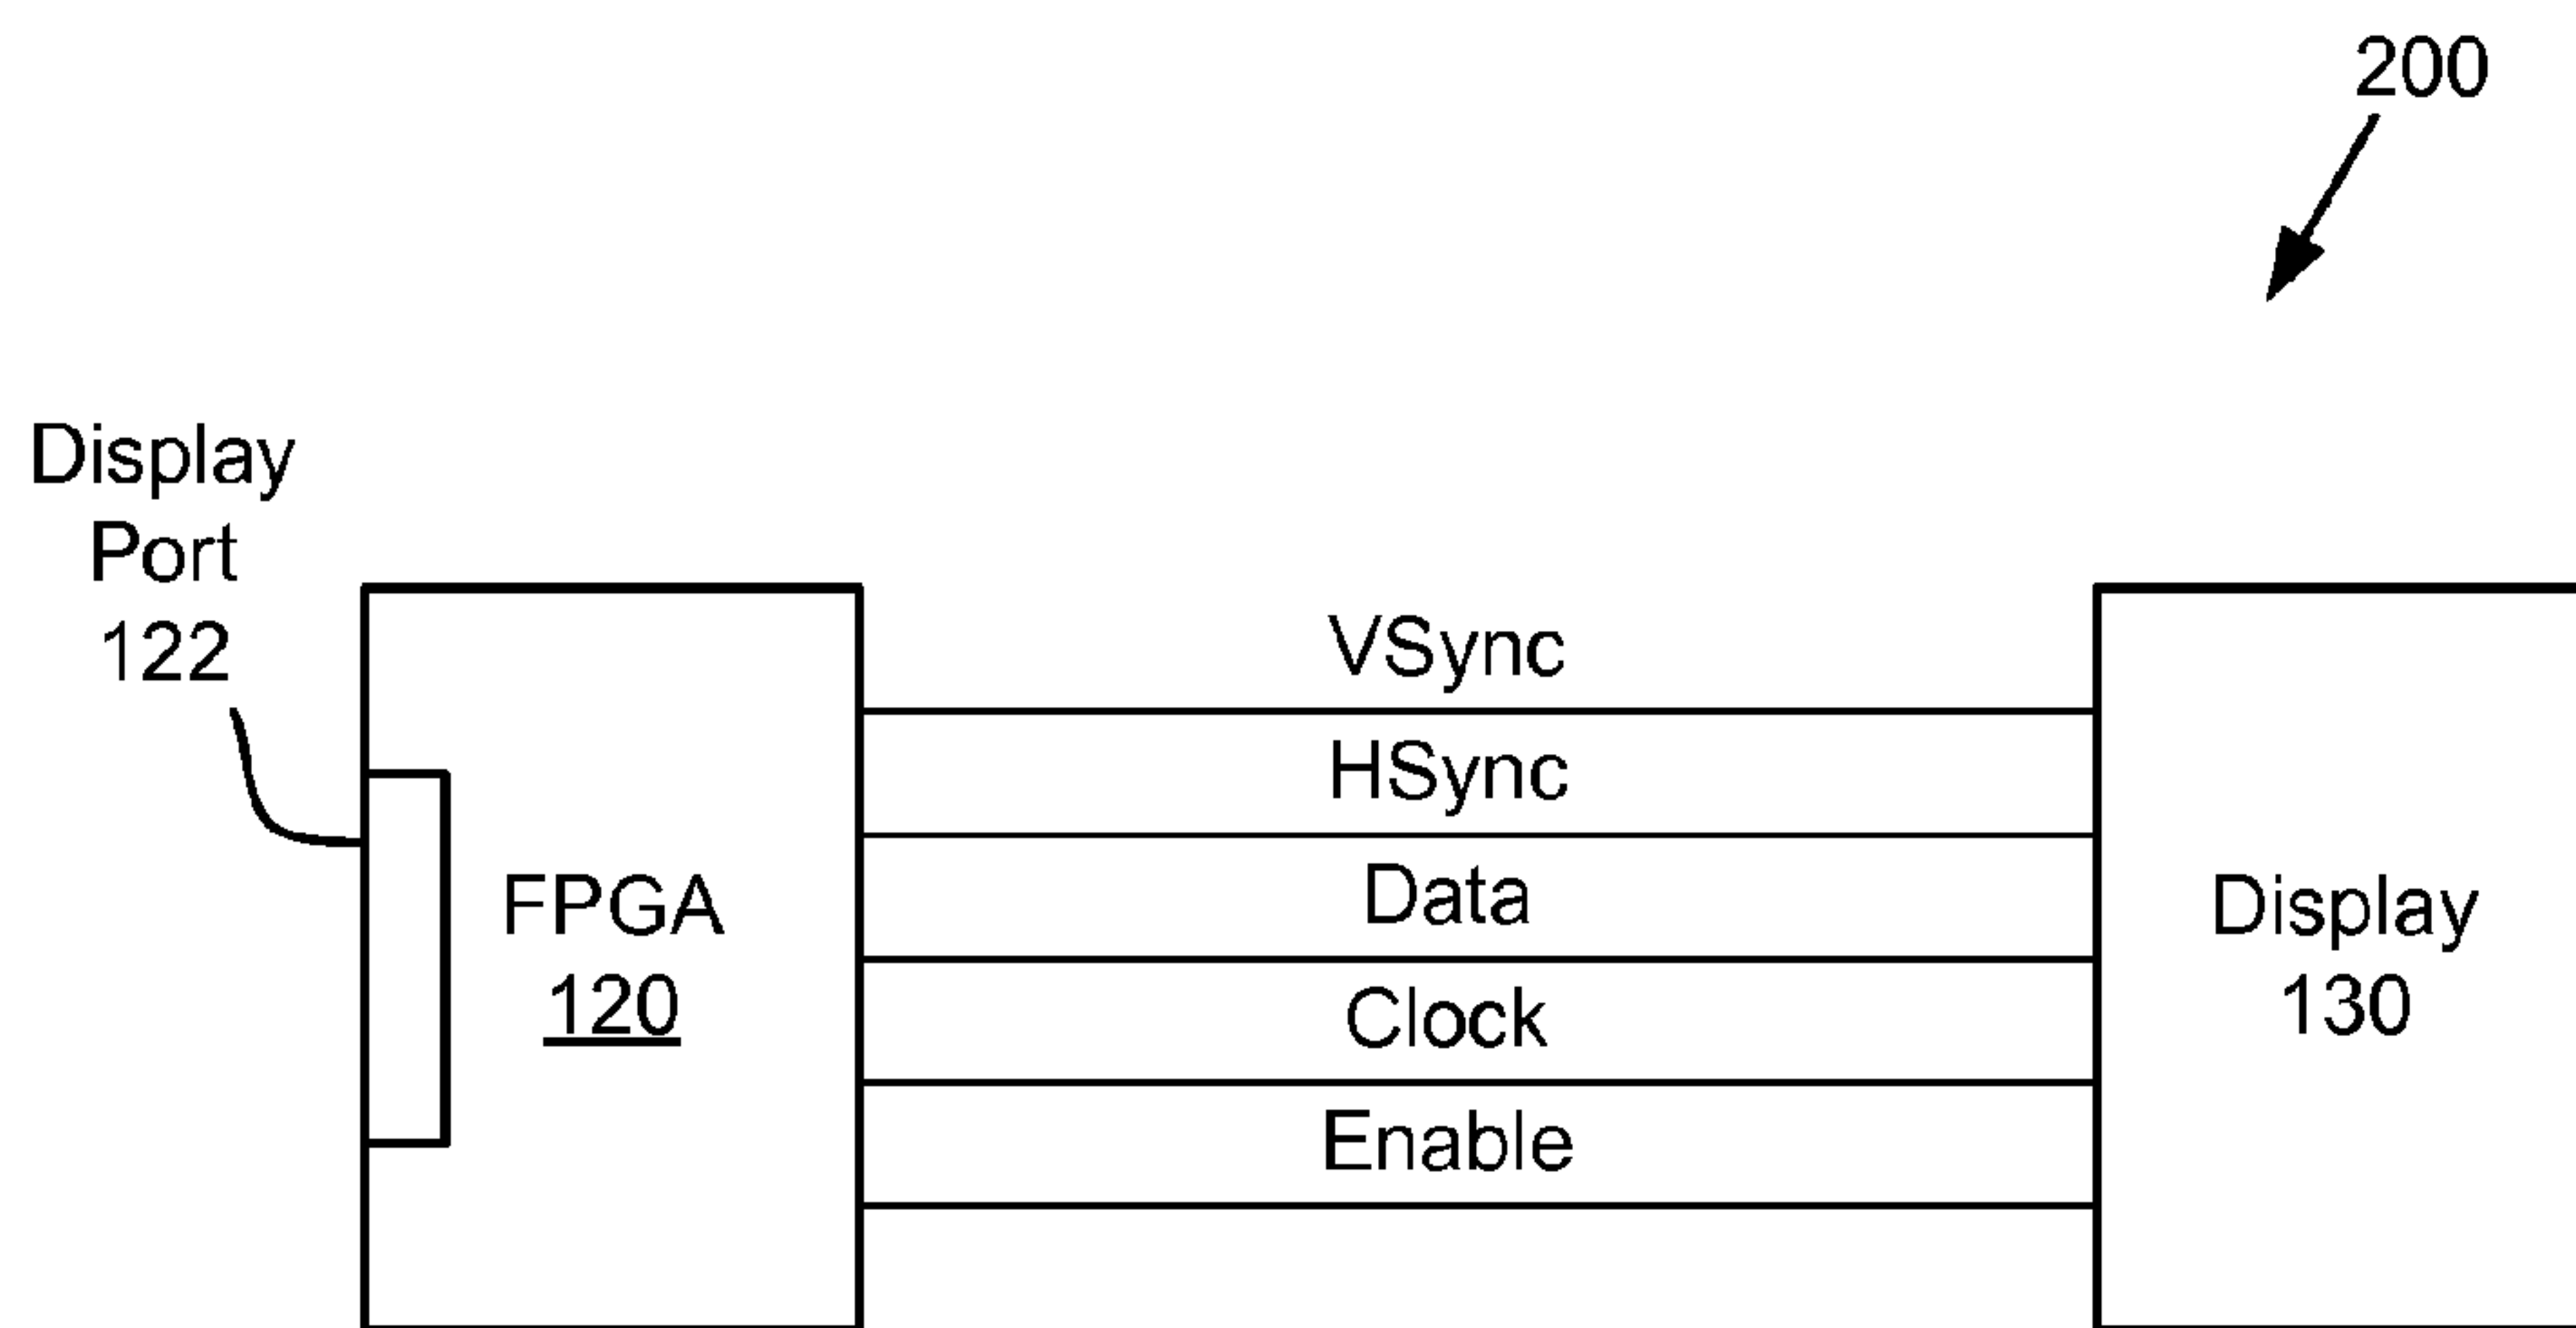 200
Display
Port
122
VSync
HSync
Data
Clock
Enable
FPGA
120
Display
130